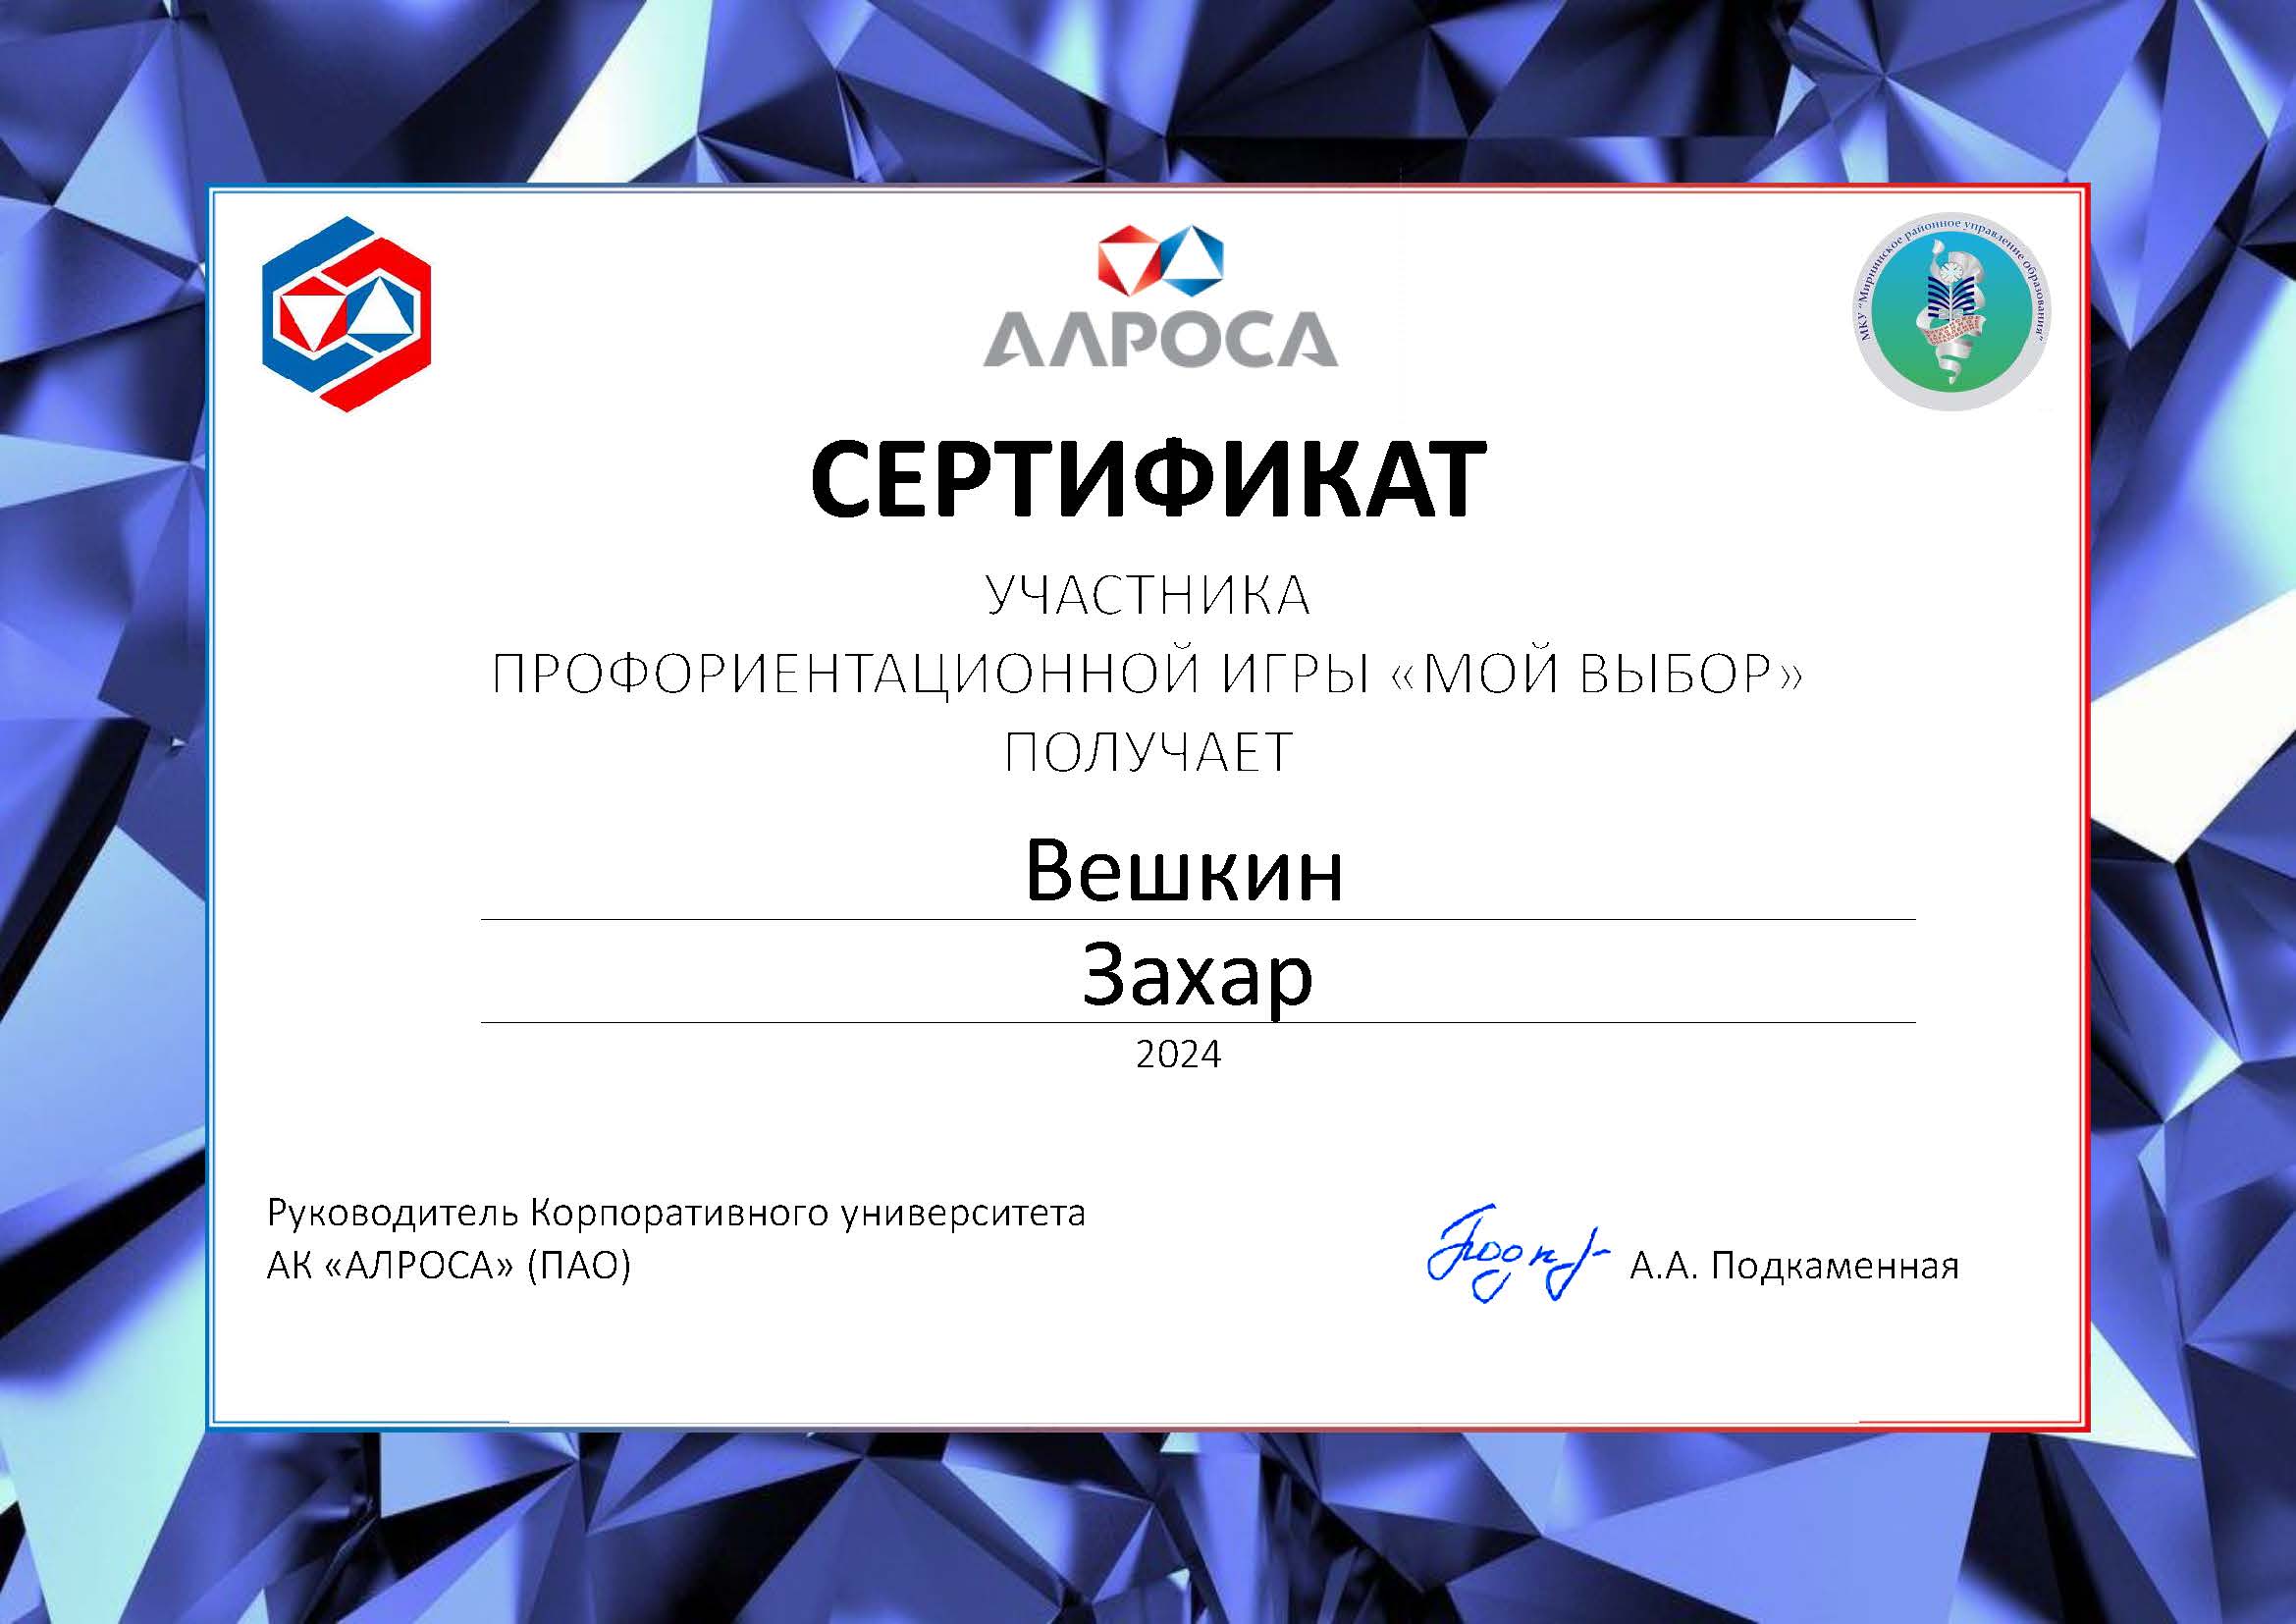 АЛРОСА
МКУ "Мирнинское районное управление образования"
СЕРТИФИКАТ
УЧАСТНИКА
ПРОФОРИЕНТАЦИОННОЙ ИГРЫ «МОЙ ВЫБОР»
ПОЛУЧАЕТ
Вешкин
Захар
2024
Руководитель Корпоративного университета
АК «АЛРОСА» (ПАО)
А.А. Подкаменная